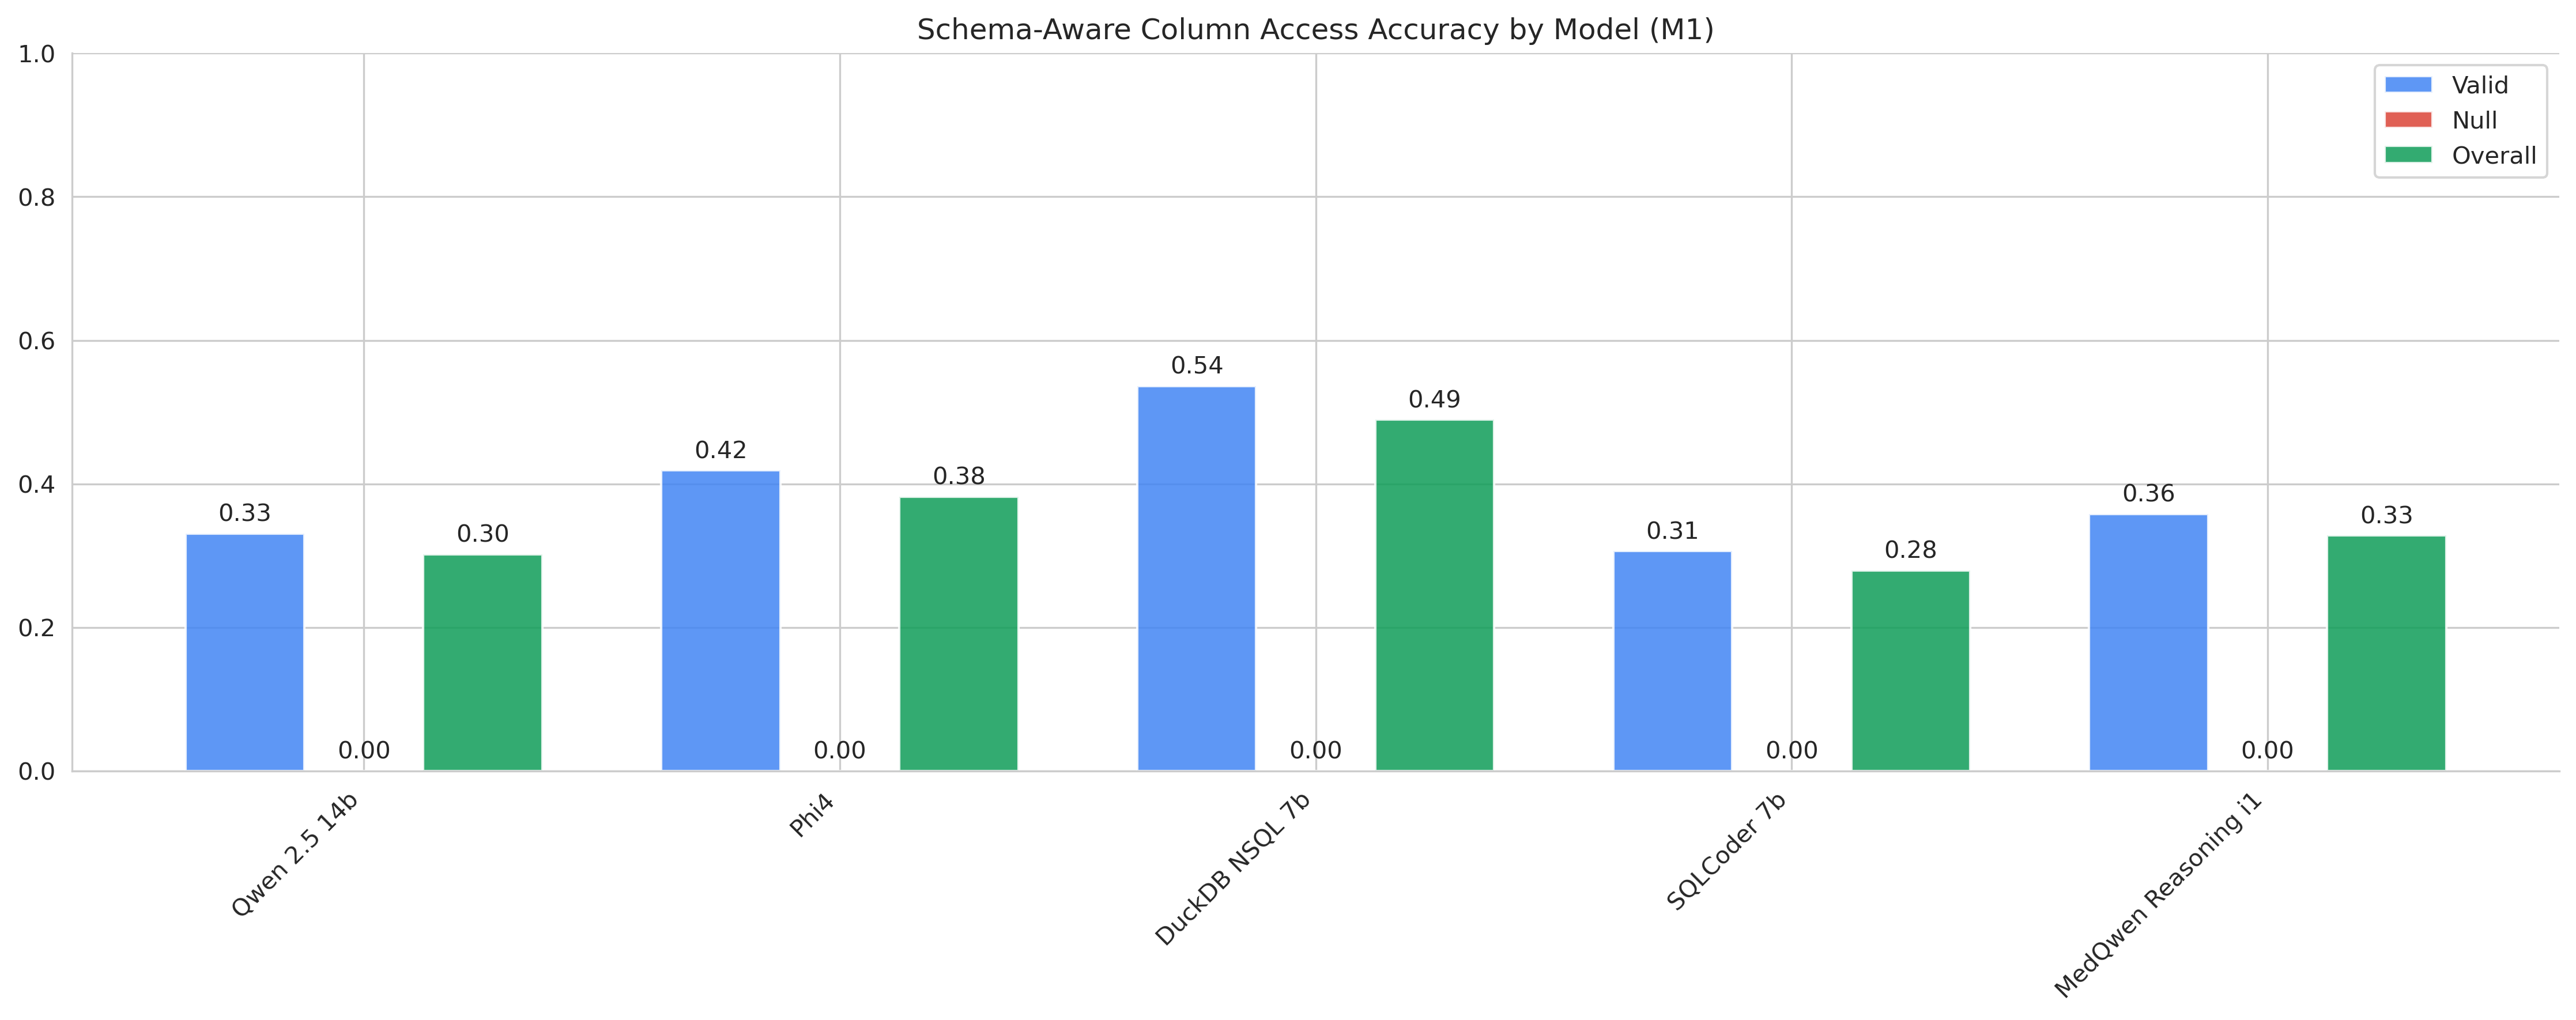 Schema-Aware Column Access Accuracy by Model (M1)
1.0
0.8
0.6
0.4
0.2
0.0
Valid
Null
Overall
0.33
0.00
0.30
0.42
0.00
0.38
0.54
0.00
0.49
0.31
0.00
0.28
0.36
0.00
0.33
Qwen 2.5 14b
Phi4
DuckDB NSQL 7b
SQLCoder 7b
MedQwen Reasoning i1